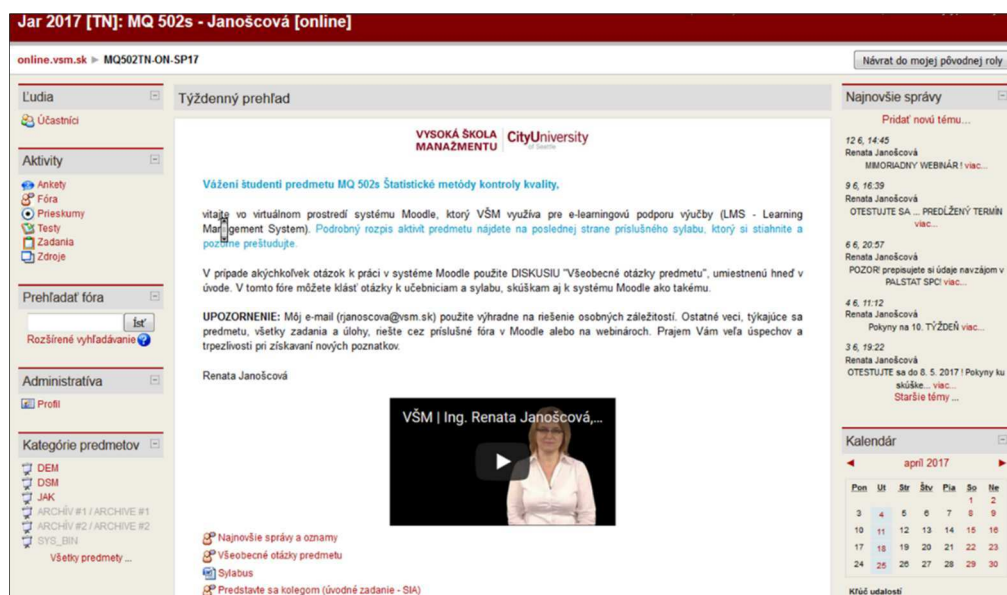 Jar 2017 [TN]: MQ 502s - Janošcová [online]
online.vsm.sk ► MQ502TN-ON-SP17
Návrat do mojej pôvodnej roly
Ľudia
Účastníci
Aktivity
Ankety
Fóra
Prieskumy
Testy
Zadania
Zdroje
Prehľadať fóra
Ísť
Rozšírené vyhľadávanie
Administratíva
Profil
Kategórie predmetov
DEM
DSM
JAK
ARCHÍV #1 / ARCHIVE #1
ARCHÍV #2 / ARCHIVE #2
SYS_BIN
Všetky predmety ...
Týždenný prehľad
VYSOKÁ ŠKOLA
MANAŽMENTU
CityUniversity
of Seattle
Vážení študenti predmetu MQ 502s Štatistické metódy kontroly kvality,
vitajte vo virtuálnom prostredí systému Moodle, ktorý VŠM využíva pre e-learningovú podporu výučby (LMS - Learning
Management System). Podrobný rozpis aktivít predmetu nájdete na poslednej strane príslušného sylabu, ktorý si stiahnite a
pozorne preštudujte.
V prípade akýchkoľvek otázok k práci v systéme Moodle použite DISKUSIU "Všeobecné otázky predmetu", umiestnenú hneď v
úvode. V tomto fóre môžete klásť otázky k učebniciam a sylabu, skúškam aj k systému Moodle ako takému.
UPOZORNENIE: Môj e-mail (rjanoscova@vsm.sk) použite výhradne na riešenie osobných záležitostí. Ostatné veci, týkajúce sa
predmetu, všetky zadania a úlohy, riešte cez príslušné fóra v Moodle alebo na webinároch. Prajem Vám veľa úspechov a
trpezlivosti pri získavaní nových poznatkov.
Renata Janošcová
VŠM | Ing. Renata Janošcová,...
Najnovšie správy a oznamy
Všeobecné otázky predmetu
Sylabus
Predstavte sa kolegom (úvodné zadanie - SIA)
Najnovšie správy
Pridať novú tému...
12 6, 14:45
Renata Janošcová
MIMORIADNY WEBINÁR ! viac...
9 6, 16:39
Renata Janošcová
OTESTUJTE SA ... PREDĹŽENÝ TERMÍN
viac...
6 6, 20:57
Renata Janošcová
POZOR! prepisujete si údaje navzájom v
PALSTAT SPC! viac...
4 6, 11:12
Renata Janošcová
Pokyny na 10. TÝŽDEŇ viac...
3 6, 19:22
Renata Janošcová
OTESTUJTE sa do 8. 5. 2017 ! Pokyny ku
skúške... viac...
Staršie témy ...
Kalendár
◄ apríl 2017 ►
Pon Ut Str Štv Pia So Ne
1 2
3 4 5 6 7 8 9
10 11 12 13 14 15 16
17 18 19 20 21 22 23
24 25 26 27 28 29 30
Kľúč udalostí